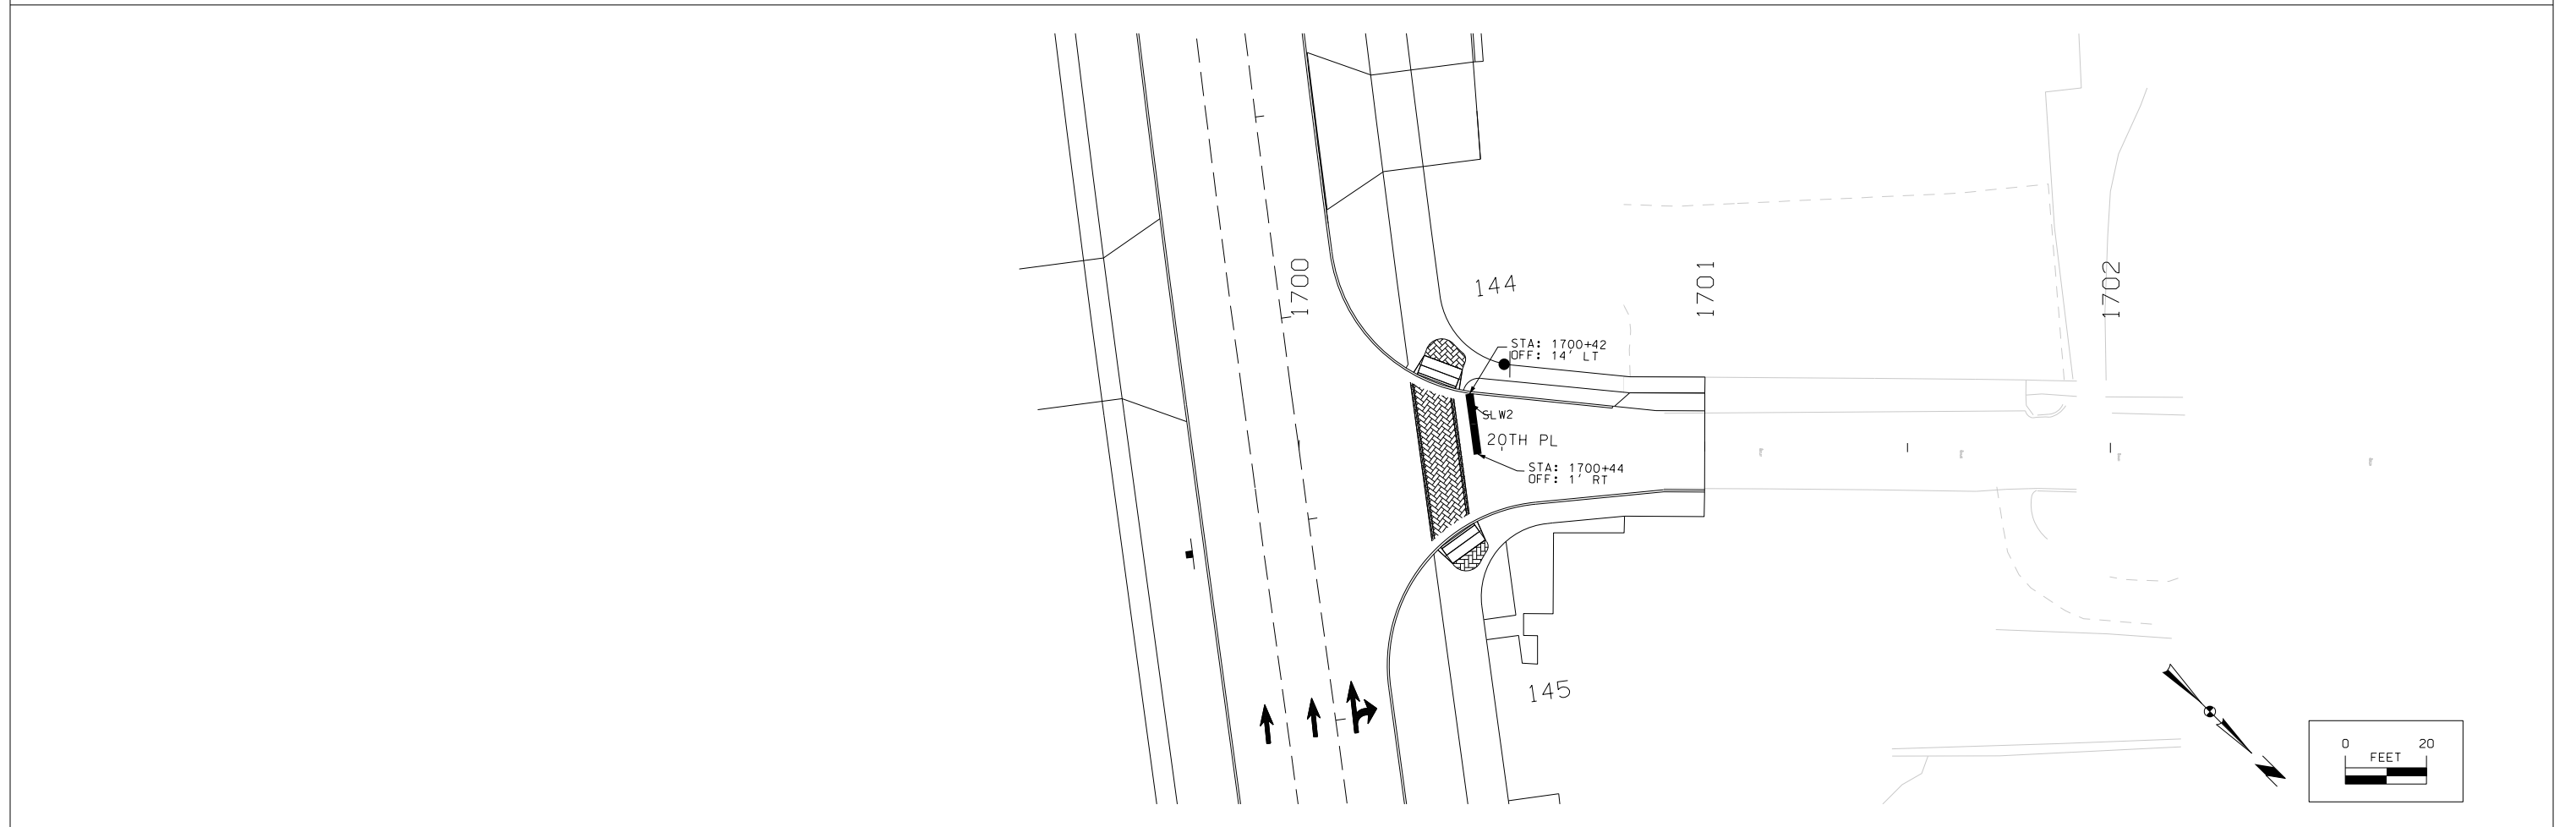 1700
144
1701
1702
STA: 1700+42
OFF: 14' LT
SLW2
20TH PL
STA: 1700+44
OFF: 1' RT
145
0 20
FEET